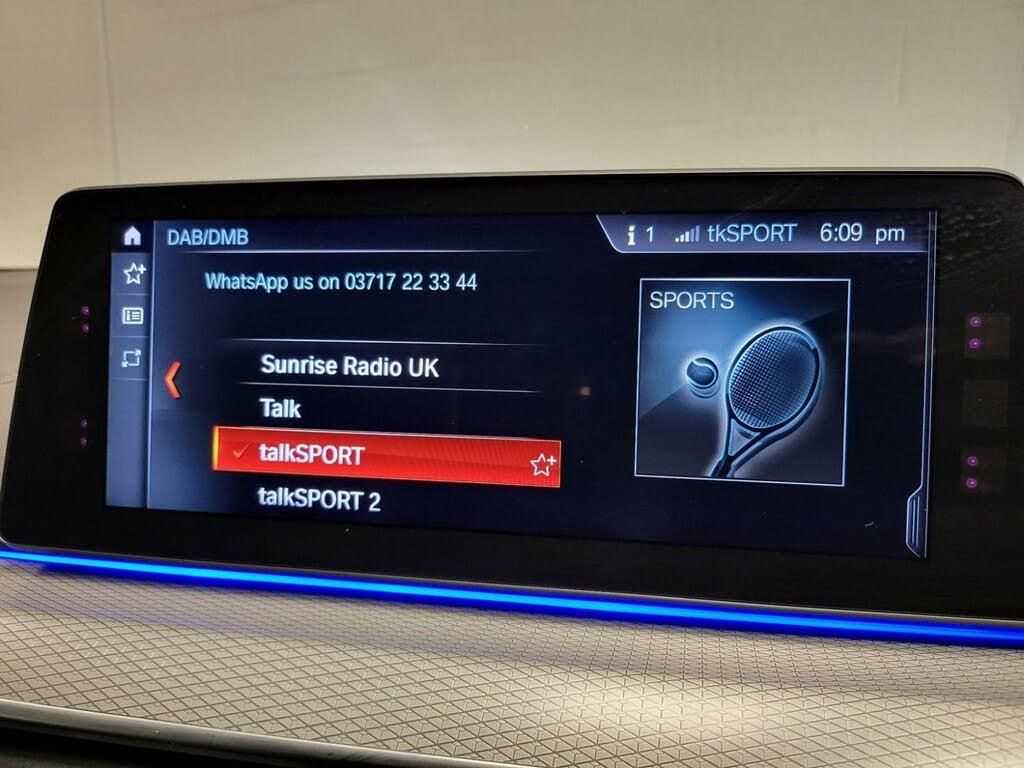 DAB/DMB
i 1 tkSPORT 6:09 pm
WhatsApp us on 03717 22 33 44
SPORTS
Sunrise Radio UK
Talk
talkSPORT
talkSPORT 2